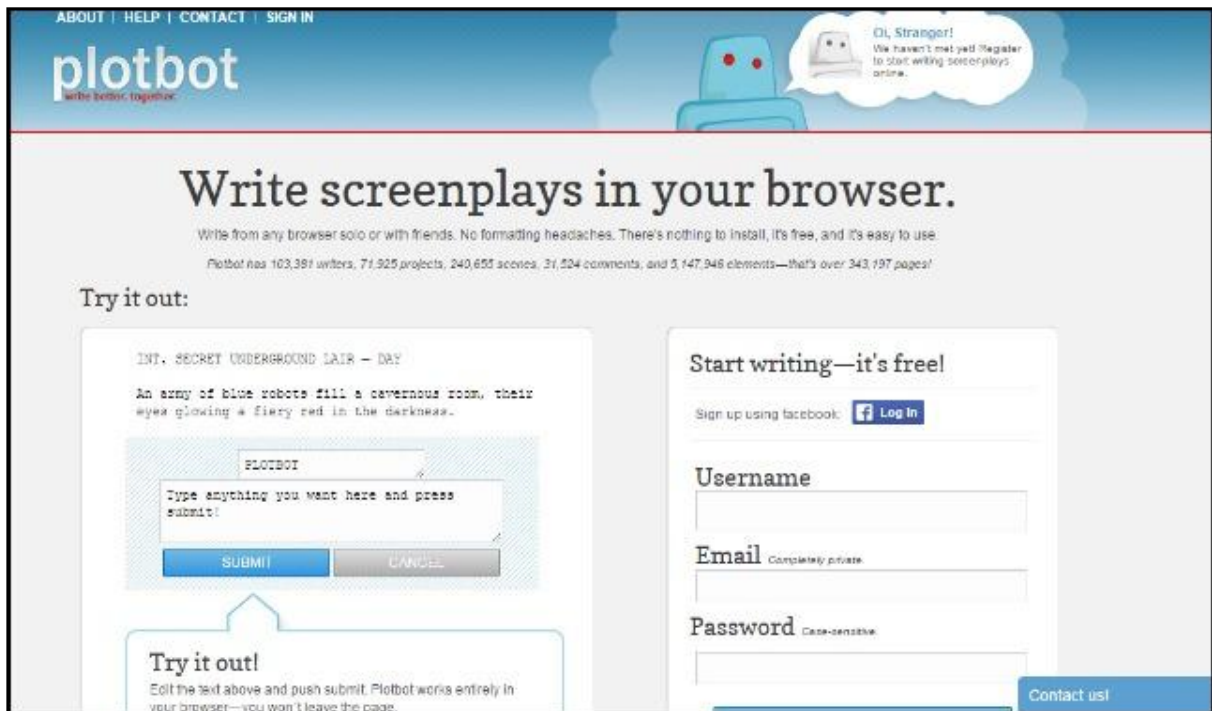 ABOUT | HELP | CONTACT | SIGN IN
plotbot
write better. together.
Oi, Stranger!
We haven't met yet! Register
to start writing screenplays
online.
Write screenplays in your browser.
Write from any browser solo or with friends. No formatting headaches. There's nothing to install, it's free, and it's easy to use.
Plotbot has 103,381 writers, 71,925 projects, 240,655 scenes, 31,524 comments, and 5,147,946 elements—that's over 343,197 pages!
Try it out:
INT. SECRET UNDERGROUND LAIR — DAY
An army of blue robots fill a cavernous room, their
eyes glowing a fiery red in the darkness.
PLOTBOT
Type anything you want here and press
submit!
SUBMIT
CANCEL
Try it out!
Edit the text above and push submit. Plotbot works entirely in
your browser—you won't leave the page.
Start writing—it's free!
Sign up using facebook: f Log In
Username
Email Completely private.
Password Case-sensitive.
Contact us!